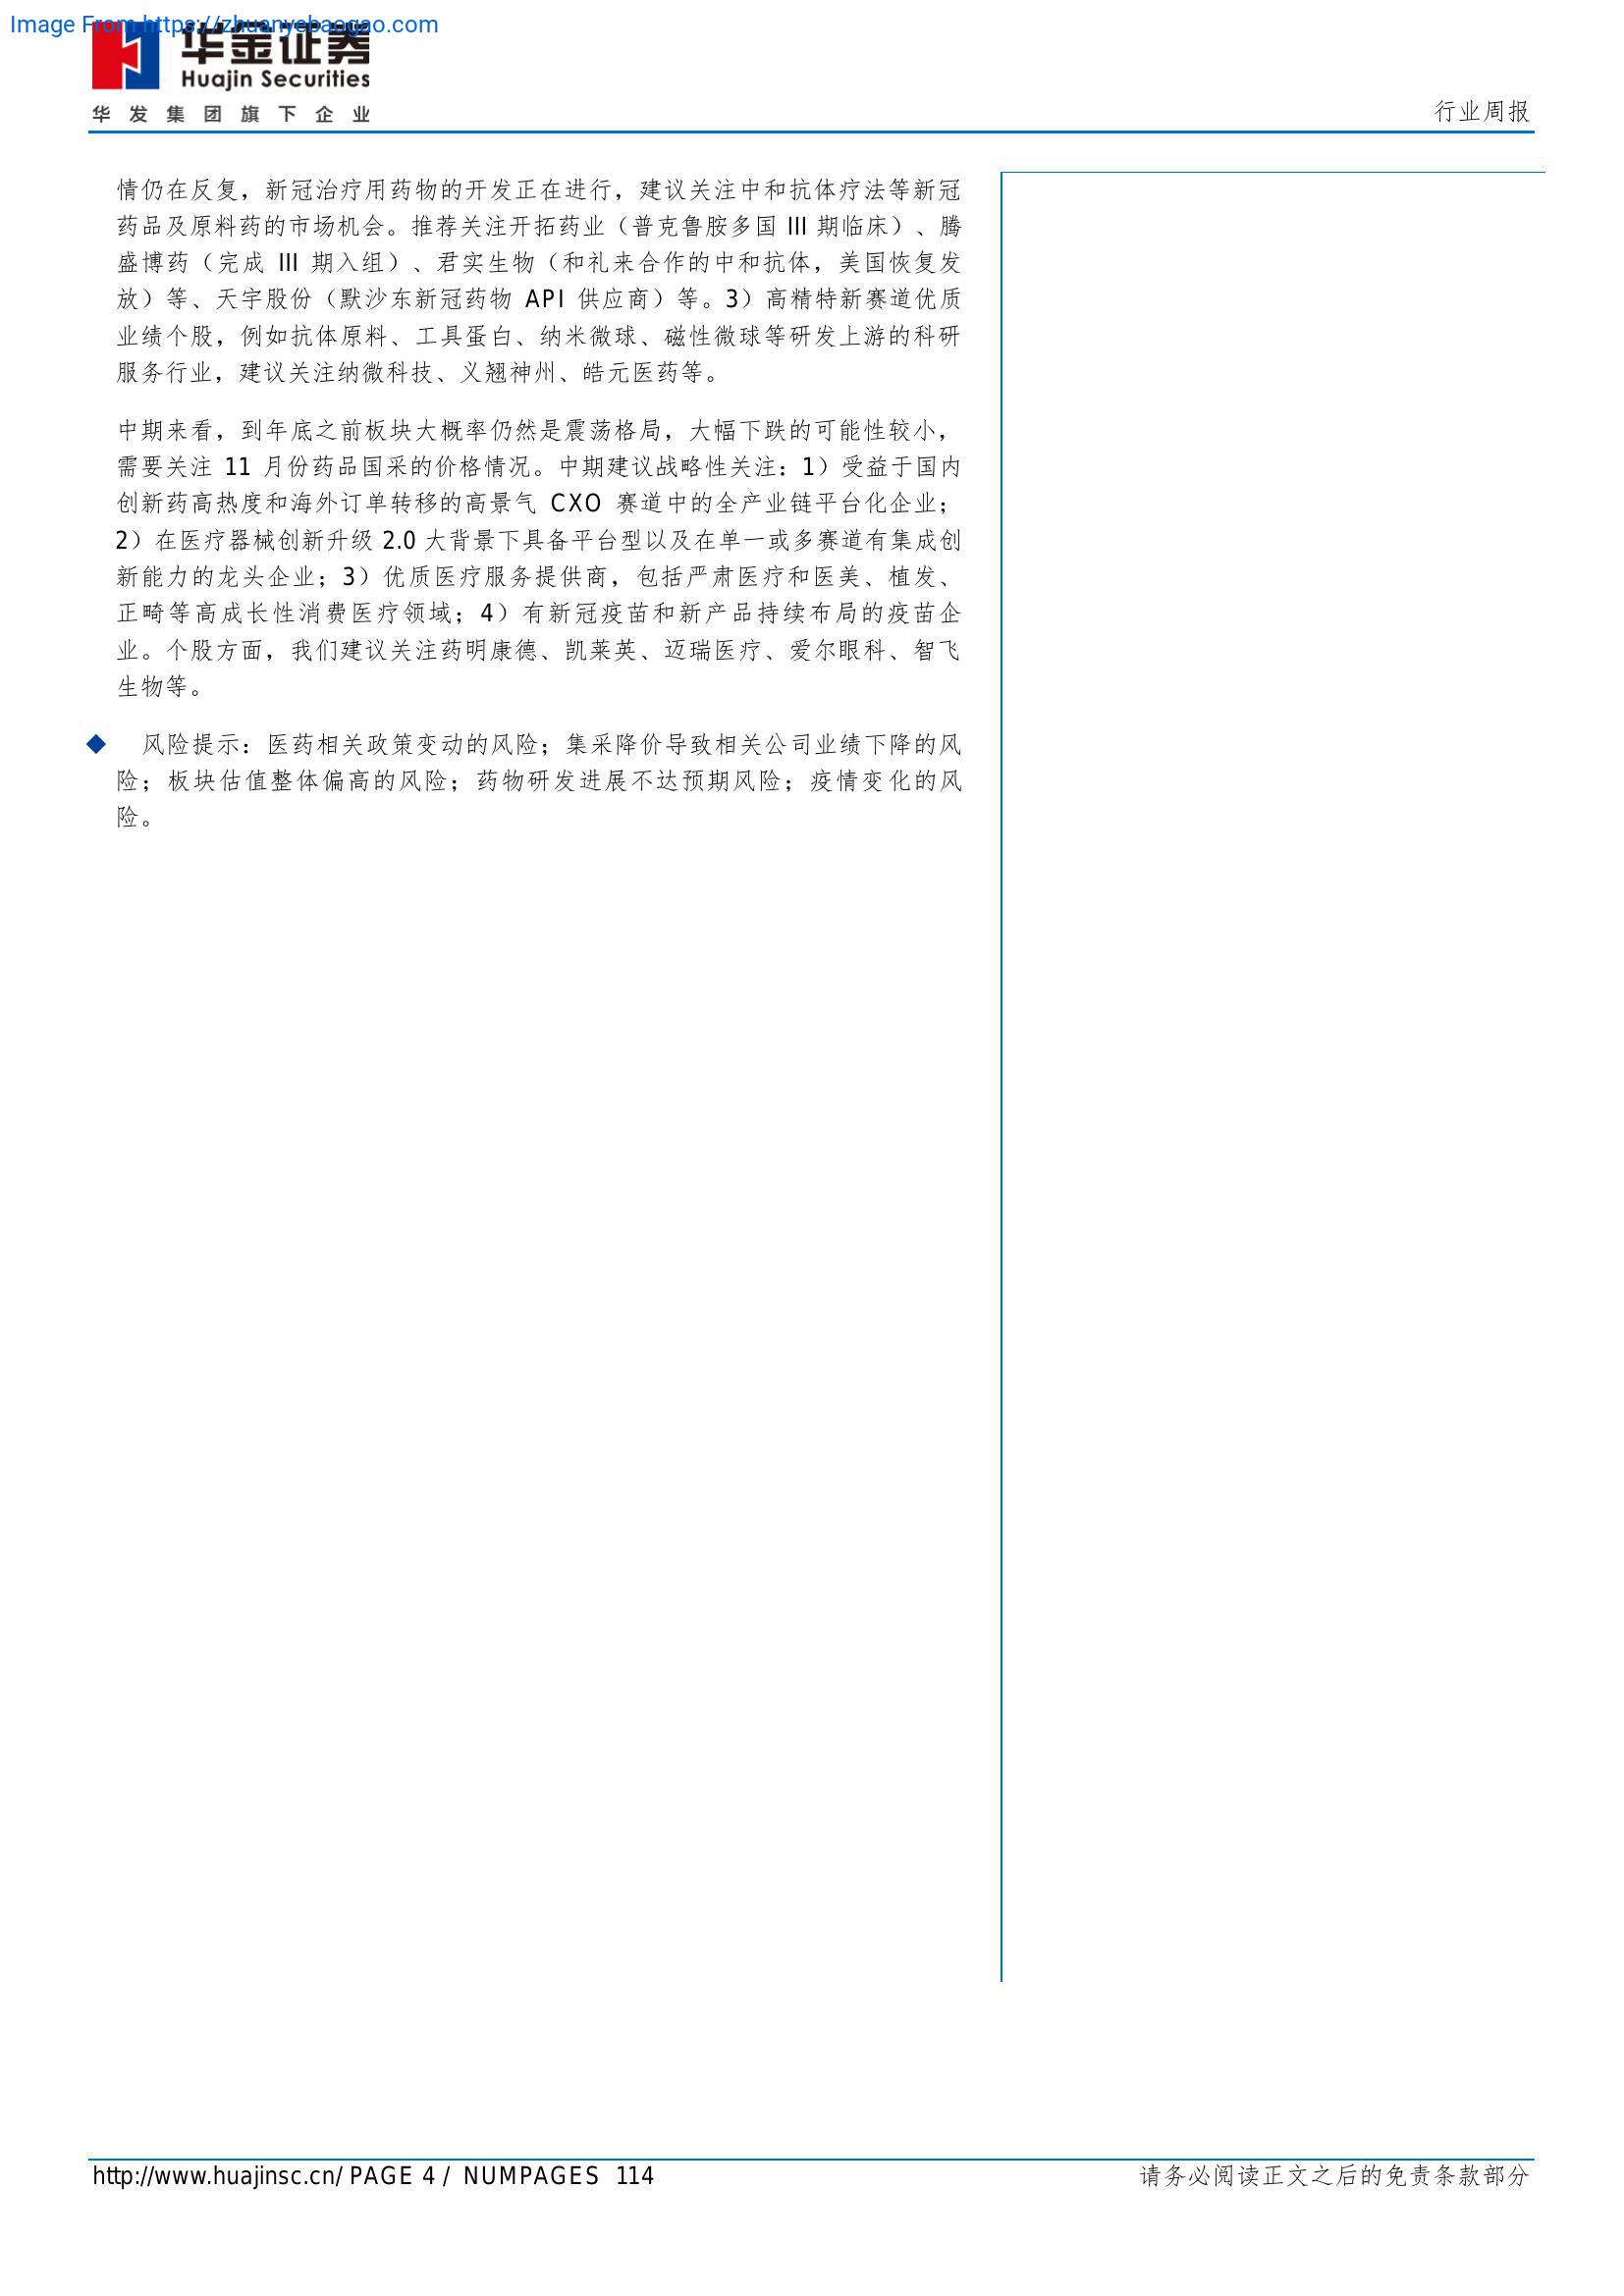 Image From https://zhuanyebaogao.com
华金证券
Huajin Securities
华发集团旗下企业
行业周报
情仍在反复，新冠治疗用药物的开发正在进行，建议关注中和抗体疗法等新冠
药品及原料药的市场机会。推荐关注开拓药业（普克鲁胺多国 III 期临床）、腾
盛博药（完成 III 期入组）、君实生物（和礼来合作的中和抗体，美国恢复发
放）等、天宇股份（默沙东新冠药物 API 供应商）等。3）高精特新赛道优质
业绩个股，例如抗体原料、工具蛋白、纳米微球、磁性微球等研发上游的科研
服务行业，建议关注纳微科技、义翘神州、皓元医药等。
中期来看，到年底之前板块大概率仍然是震荡格局，大幅下跌的可能性较小，
需要关注 11 月份药品国采的价格情况。中期建议战略性关注：1）受益于国内
创新药高热度和海外订单转移的高景气 CXO 赛道中的全产业链平台化企业；
2）在医疗器械创新升级 2.0 大背景下具备平台型以及在单一或多赛道有集成创
新能力的龙头企业；3）优质医疗服务提供商，包括严肃医疗和医美、植发、
正畸等高成长性消费医疗领域；4）有新冠疫苗和新产品持续布局的疫苗企
业。个股方面，我们建议关注药明康德、凯莱英、迈瑞医疗、爱尔眼科、智飞
生物等。
◆ 风险提示：医药相关政策变动的风险；集采降价导致相关公司业绩下降的风
险；板块估值整体偏高的风险；药物研发进展不达预期风险；疫情变化的风
险。
http://www.huajinsc.cn/ PAGE 4 / NUMPAGES 114
请务必阅读正文之后的免责条款部分